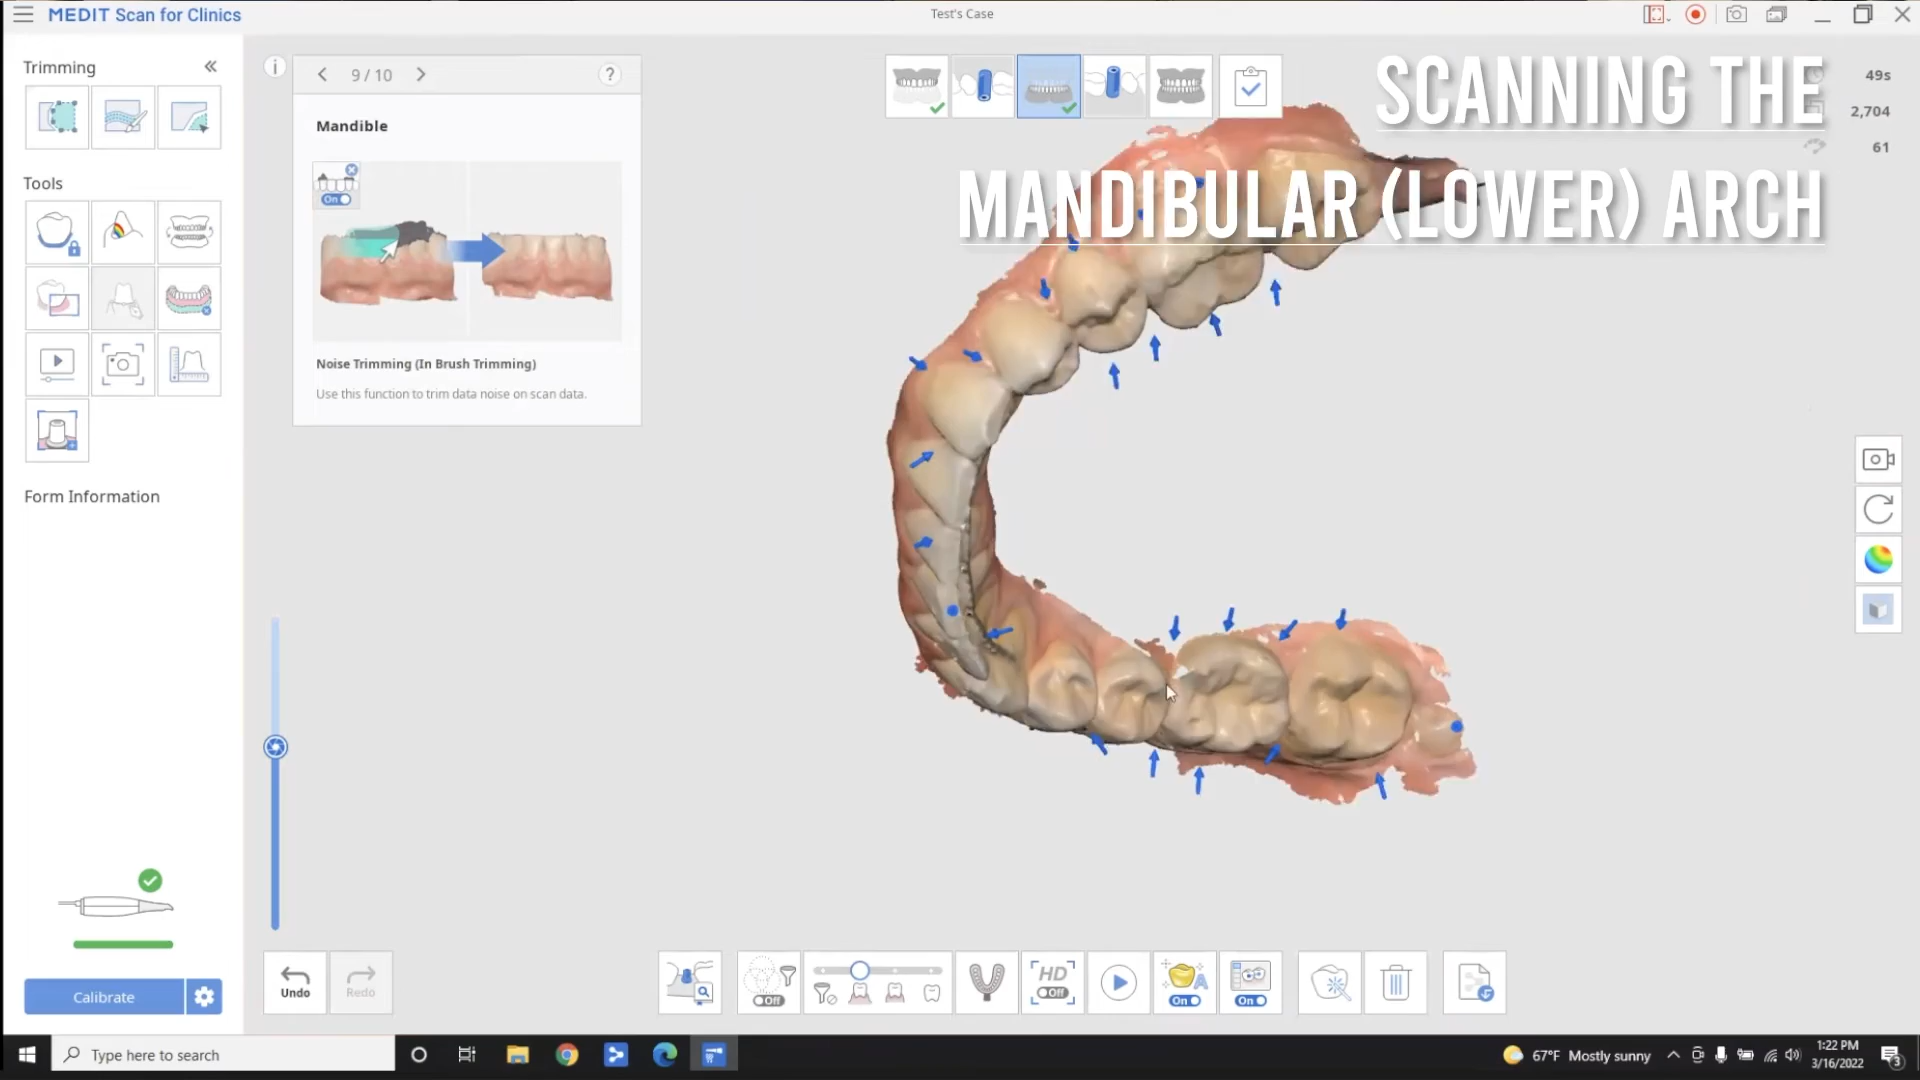 MEDIT Scan for Clinics
Test's Case
Trimming
9 / 10
?
Mandible
On
Noise Trimming (In Brush Trimming)
Use this function to trim data noise on scan data.
SCANNING THE
MANDIBULAR (LOWER) ARCH
49s
2,704
61
Tools
Form Information
Calibrate
Undo
Redo
Off
HD
Off
A
On
On
Type here to search
67°F Mostly sunny
1:22 PM
3/16/2022
3